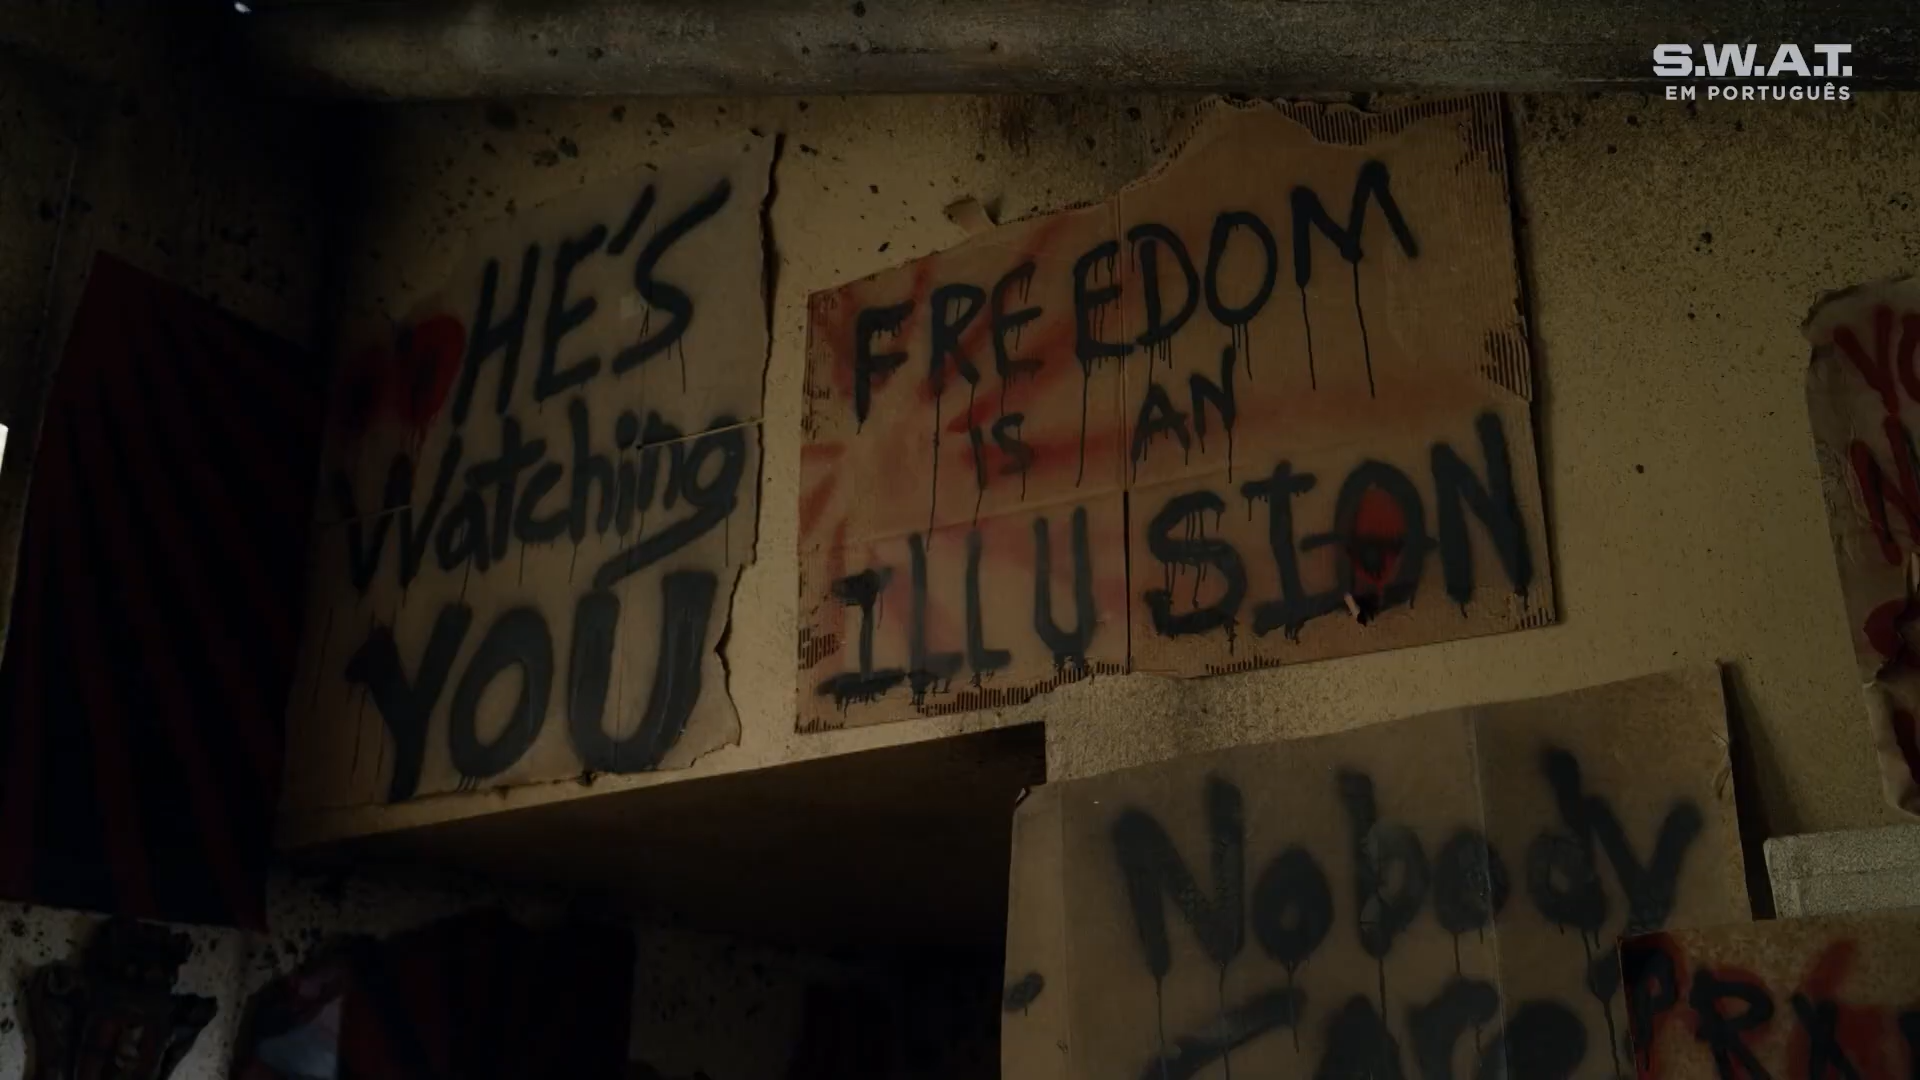 S.W.A.T.
EM PORTUGUÊS
HE'S
Watching
YOU
FREEDOM
IS AN
ILLUSION
Nobody